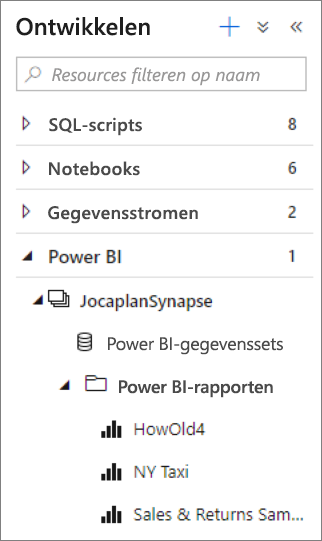 Ontwikkelen
Resources filteren op naam
SQL-scripts 8
Notebooks 6
Gegevensstromen 2
Power BI 1
JocaplanSynapse
Power BI-gegevenssets
Power BI-rapporten
HowOld4
NY Taxi
Sales & Returns Sam...